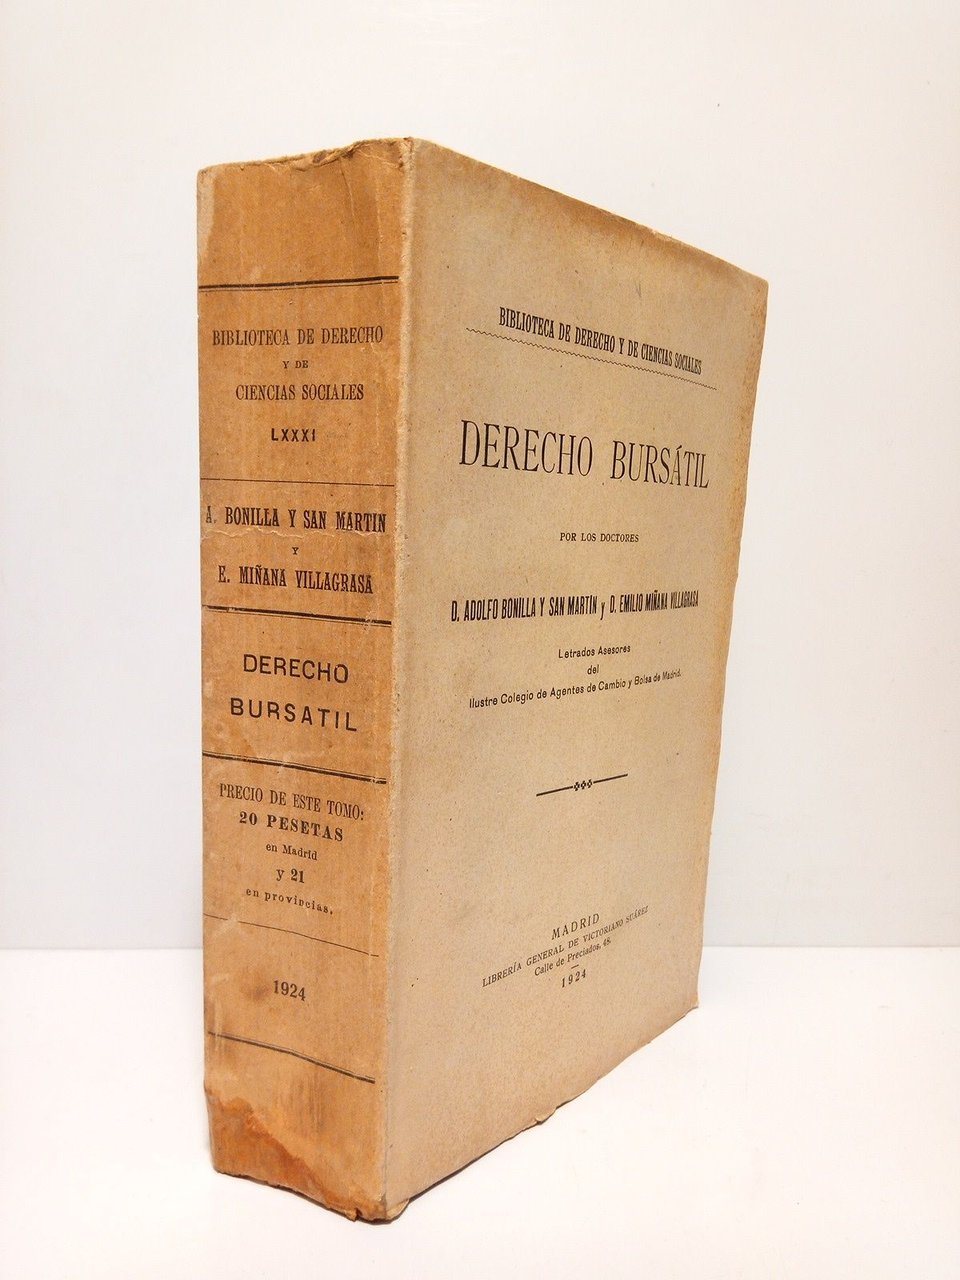 BIBLIOTECA DE DERECHO
Y DE
CIENCIAS SOCIALES
LXXXI
A. BONILLA Y SAN MARTIN
Y
E. MIÑANA VILLAGRASA
DERECHO
BURSATIL
PRECIO DE ESTE TOMO:
20 PESETAS
en Madrid
y 21
en provincias.
1924
BIBLIOTECA DE DERECHO Y DE CIENCIAS SOCIALES
DERECHO BURSÁTIL
POR LOS DOCTORES
D. ADOLFO BONILLA Y SAN MARTIN y D. EMILIO MIÑANA VILLAGRASA
Letrados Asesores
del
Ilustre Colegio de Agentes de Cambio y Bolsa de Madrid.
MADRID
LIBRERÍA GENERAL DE VICTORIANO SUÁREZ
Calle de Preciados, 48.
1924